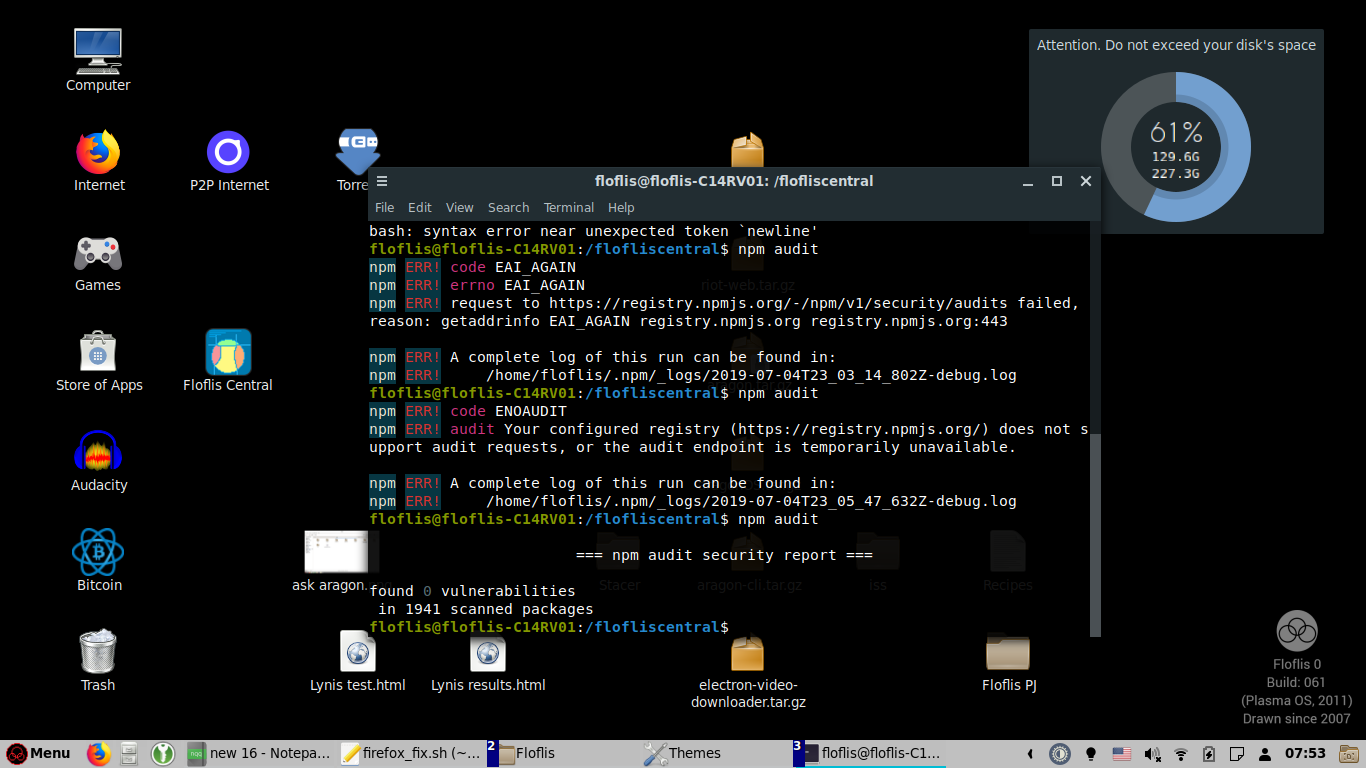 Computer
Internet
P2P Internet
Torre
Games
Store of Apps
Floflis Central
Audacity
Bitcoin
ask aragon.
Trash
Lynis test.html
Lynis results.html
electron-video-
downloader.tar.gz
Floflis PJ
Attention. Do not exceed your disk's space
61%
129.6G
227.3G
floflis@floflis-C14RV01: /flofliscentral
File Edit View Search Terminal Help
bash: syntax error near unexpected token `newline'
floflis@floflis-C14RV01:/flofliscentral$ npm audit
npm ERR! code EAI_AGAIN
npm ERR! errno EAI_AGAIN
npm ERR! request to https://registry.npmjs.org/-/npm/v1/security/audits failed,
reason: getaddrinfo EAI_AGAIN registry.npmjs.org registry.npmjs.org:443
npm ERR! A complete log of this run can be found in:
npm ERR!     /home/floflis/.npm/_logs/2019-07-04T23_03_14_802Z-debug.log
floflis@floflis-C14RV01:/flofliscentral$ npm audit
npm ERR! code ENOAUDIT
npm ERR! audit Your configured registry (https://registry.npmjs.org/) does not s
upport audit requests, or the audit endpoint is temporarily unavailable.
npm ERR! A complete log of this run can be found in:
npm ERR!     /home/floflis/.npm/_logs/2019-07-04T23_05_47_632Z-debug.log
floflis@floflis-C14RV01:/flofliscentral$ npm audit
=== npm audit security report ===
found 0 vulnerabilities
in 1941 scanned packages
floflis@floflis-C14RV01:/flofliscentral$
riot-web.tar.gz
Stacer
aragon-cli.tar.gz
iss
Recipes
Floflis 0
Build: 061
(Plasma OS, 2011)
Drawn since 2007
Menu
new 16 - Notepa...
firefox_fix.sh (~...
2
Floflis
Themes
3
floflis@floflis-C1...
07:53